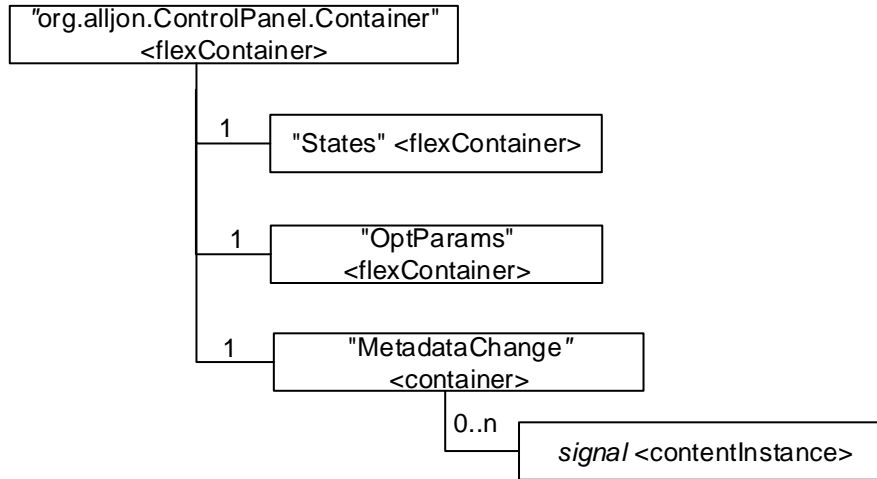 "org.alljon.ControlPanel.Container"
<flexContainer>
1
"States" <flexContainer>
1
"OptParams"
<flexContainer>
1
"MetadataChange"
<container>
0..n
signal <contentInstance>